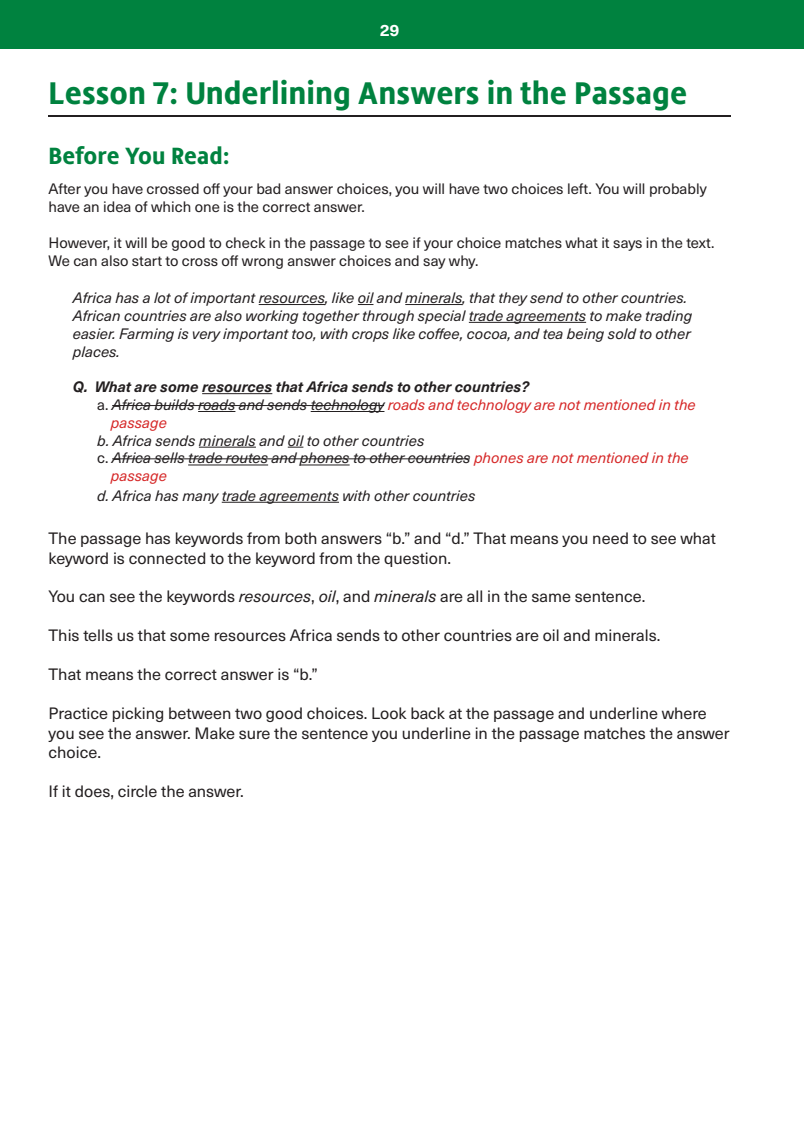 29
Lesson 7: Underlining Answers in the Passage
Before You Read:
After you have crossed off your bad answer choices, you will have two choices left. You will probably
have an idea of which one is the correct answer.
However, it will be good to check in the passage to see if your choice matches what it says in the text.
We can also start to cross off wrong answer choices and say why.
Africa has a lot of important resources, like oil and minerals, that they send to other countries.
African countries are also working together through special trade agreements to make trading
easier. Farming is very important too, with crops like coffee, cocoa, and tea being sold to other
places.
Q. What are some resources that Africa sends to other countries?
a. Africa builds roads and sends technology roads and technology are not mentioned in the
passage
b. Africa sends minerals and oil to other countries
c. Africa sells trade routes and phones to other countries phones are not mentioned in the
passage
d. Africa has many trade agreements with other countries
The passage has keywords from both answers “b.” and “d.” That means you need to see what
keyword is connected to the keyword from the question.
You can see the keywords resources, oil, and minerals are all in the same sentence.
This tells us that some resources Africa sends to other countries are oil and minerals.
That means the correct answer is “b.”
Practice picking between two good choices. Look back at the passage and underline where
you see the answer. Make sure the sentence you underline in the passage matches the answer
choice.
If it does, circle the answer.